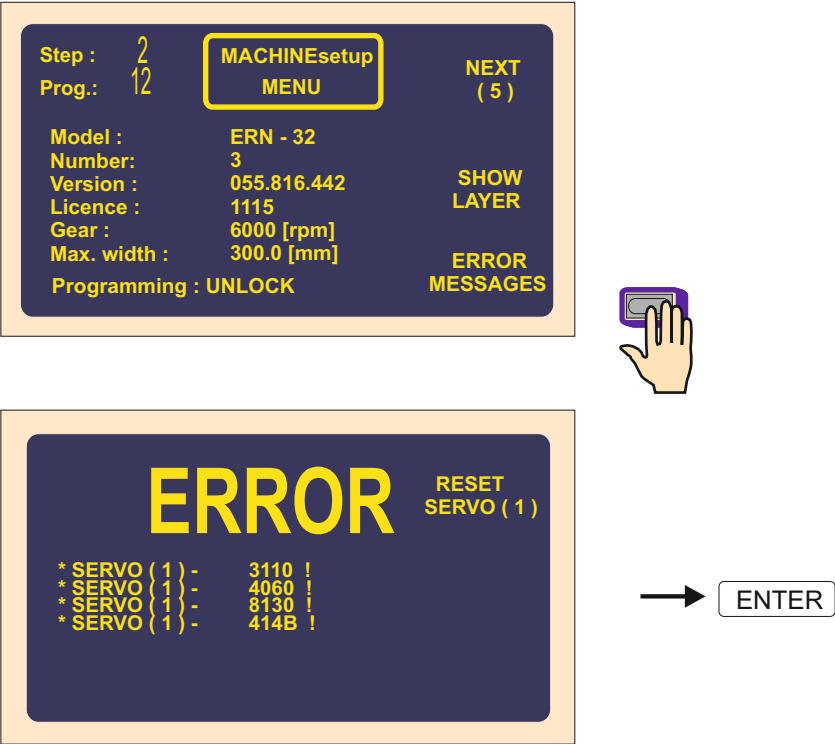 Step : 2
Prog.: 12
MACHINEsetup
MENU
NEXT
( 5 )
Model : ERN - 32
Number: 3
Version : 055.816.442
Licence : 1115
Gear : 6000 [rpm]
Max. width : 300.0 [mm]
Programming : UNLOCK
SHOW
LAYER
ERROR
MESSAGES
ERROR
RESET
SERVO ( 1 )
* SERVO ( 1 ) - 3110 !
* SERVO ( 1 ) - 4060 !
* SERVO ( 1 ) - 8130 !
* SERVO ( 1 ) - 414B !
ENTER